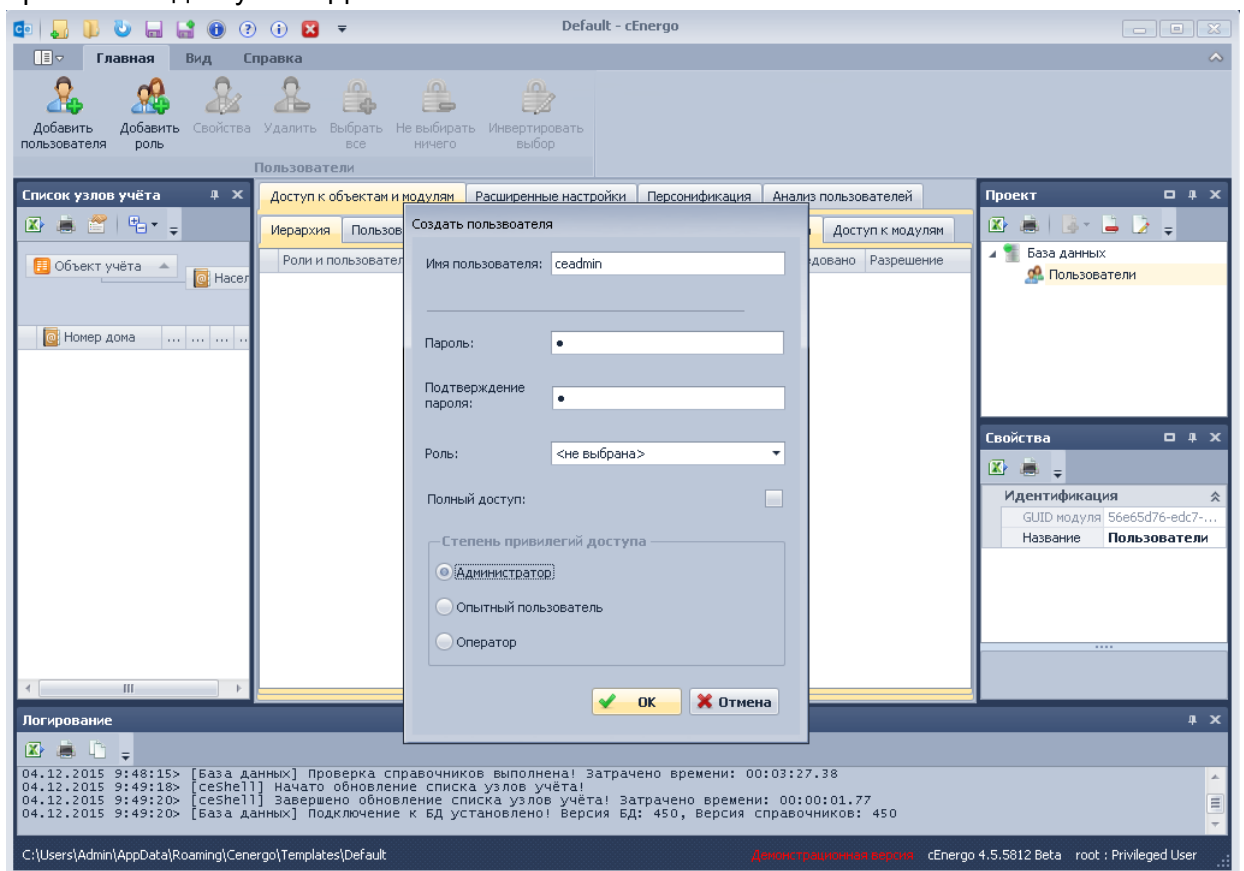 Default - cEnergo
Главная Вид Справка
Добавить пользователя
Добавить роль
Свойства
Удалить
Выбрать все
Не выбирать ничего
Инвертировать выбор
Пользователи
Список узлов учёта
Объект учёта
Насел
Номер дома ... ... ... ..
Доступ к объектам и модулям Расширенные настройки Персонификация Анализ пользователей
Иерархия Пользов Доступ к модулям
Роли и пользовател довано Разрешение
Создать пользвоателя
Имя пользователя: ceadmin
Пароль: •
Подтверждение пароля: •
Роль: <не выбрана>
Полный доступ:
Степень привилегий доступа
Администратор
Опытный пользователь
Оператор
OK Отмена
Проект
База данных
Пользователи
Свойства
Идентификация
GUID модуля 56e65d76-edc7-...
Название Пользователи
Логирование
04.12.2015 9:48:15> [База данных] Проверка справочников выполнена! Затрачено времени: 00:03:27.38
04.12.2015 9:49:18> [ceShell] Начато обновление списка узлов учёта!
04.12.2015 9:49:20> [ceShell] Завершено обновление списка узлов учёта! Затрачено времени: 00:00:01.77
04.12.2015 9:49:20> [База данных] Подключение к БД установлено! Версия БД: 450, Версия справочников: 450
C:\Users\Admin\AppData\Roaming\Cenergo\Templates\Default Демонстрационная версия cEnergo 4.5.5812 Beta root : Privileged User